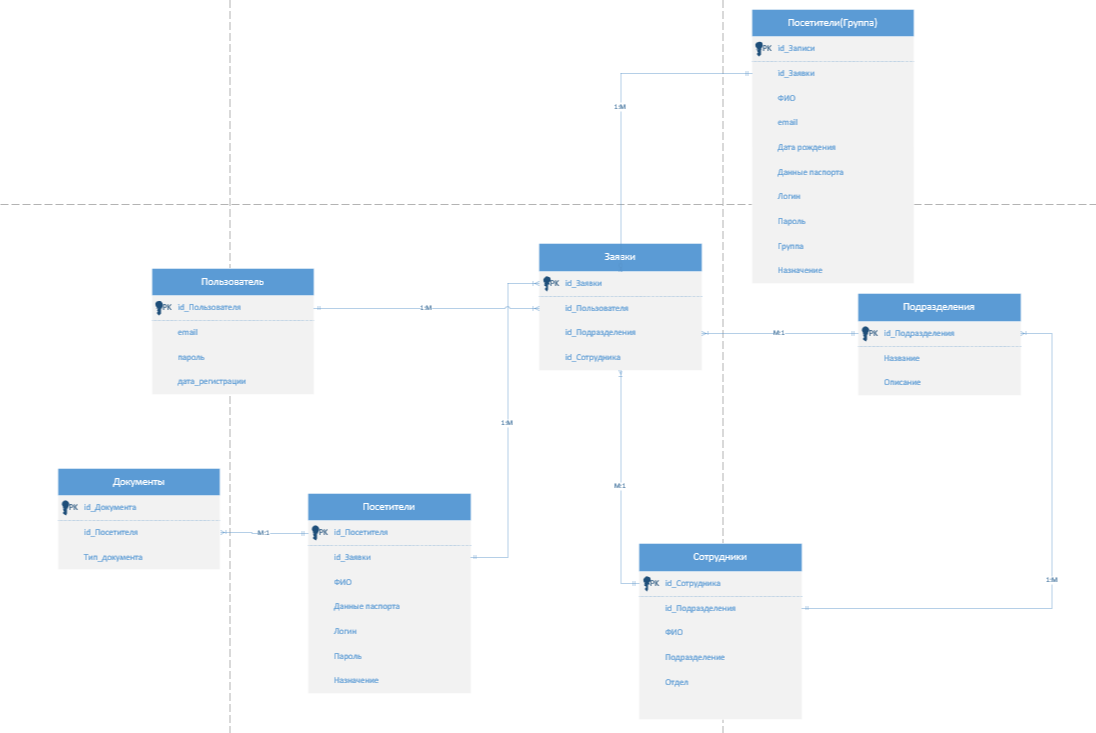 Посетители(Группа)
PK id_Записи
id_Заявки
ФИО
email
Дата рождения
Данные паспорта
Логин
Пароль
Группа
Назначение
1:M
Заявки
PK id_Заявки
id_Пользователя
id_Подразделения
id_Сотрудника
Пользователь
PK id_Пользователя
email
пароль
дата_регистрации
1:M
Подразделения
PK id_Подразделения
Название
Описание
M:1
1:M
M:1
Документы
PK id_Документа
id_Посетителя
Тип_документа
M:1
Посетители
PK id_Посетители
id_Заявки
ФИО
Данные паспорта
Логин
Пароль
Назначение
Сотрудники
PK id_Сотрудника
id_Подразделения
ФИО
Подразделение
Отдел
1:M